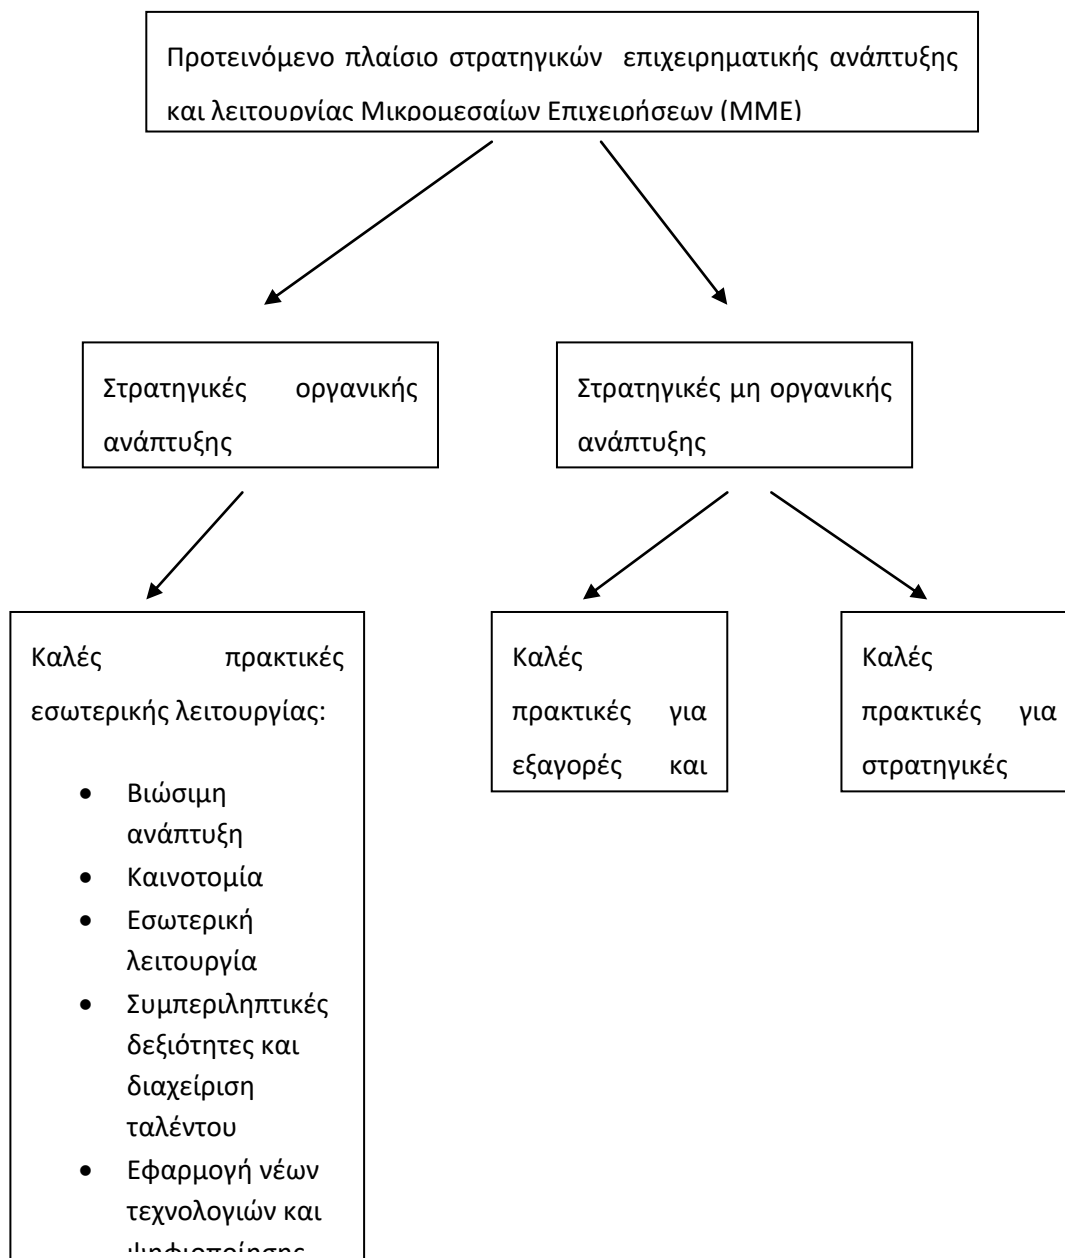 Προτεινόμενο πλαίσιο στρατηγικών επιχειρηματικής ανάπτυξης
και λειτουργίας Μικρομεσαίων Επιχειρήσεων (ΜΜΕ)
Στρατηγικές οργανικής
ανάπτυξης
Στρατηγικές μη οργανικής
ανάπτυξης
Καλές πρακτικές
εσωτερικής λειτουργίας:
• Βιώσιμη
ανάπτυξη
• Καινοτομία
• Εσωτερική
λειτουργία
• Συμπεριληπτικές
δεξιότητες και
διαχείριση
ταλέντου
• Εφαρμογή νέων
τεχνολογιών και
ψηφιοποίησης
Καλές
πρακτικές για
εξαγορές και
Καλές
πρακτικές για
στρατηγικές